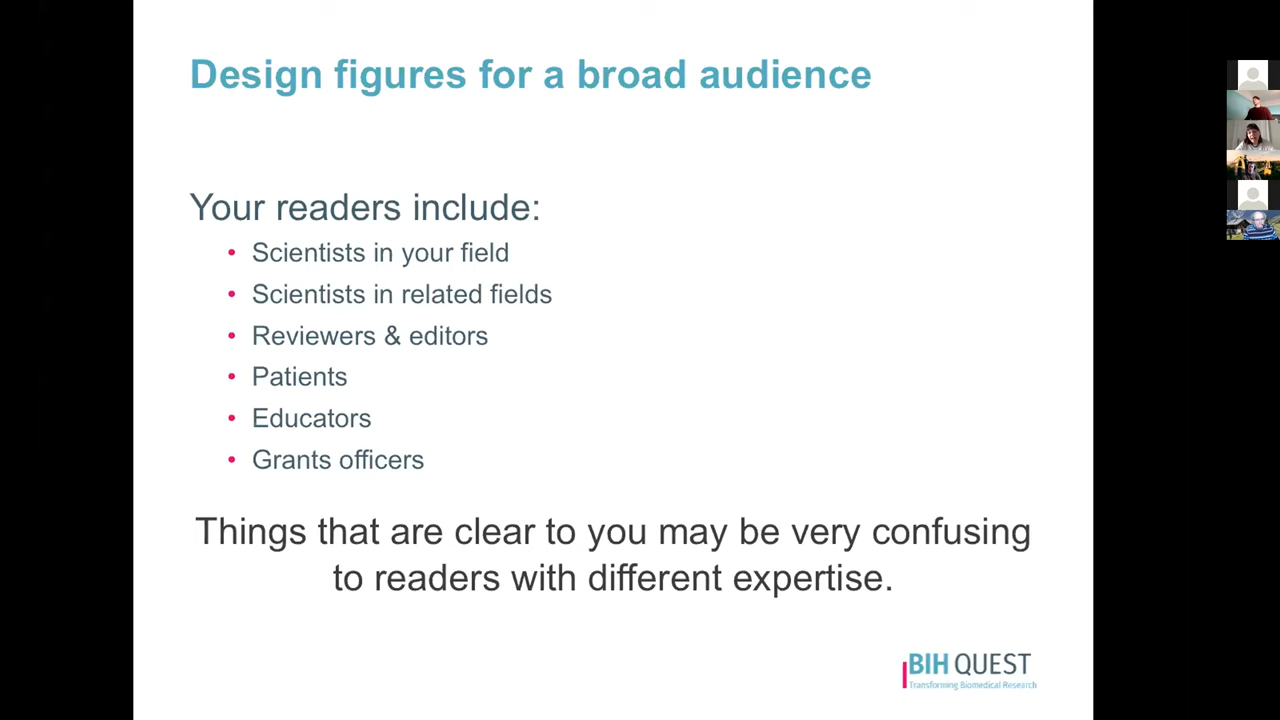 Design figures for a broad audience
Your readers include:
• Scientists in your field
• Scientists in related fields
• Reviewers & editors
• Patients
• Educators
• Grants officers
Things that are clear to you may be very confusing
to readers with different expertise.
BIH QUEST
Transforming Biomedical Research